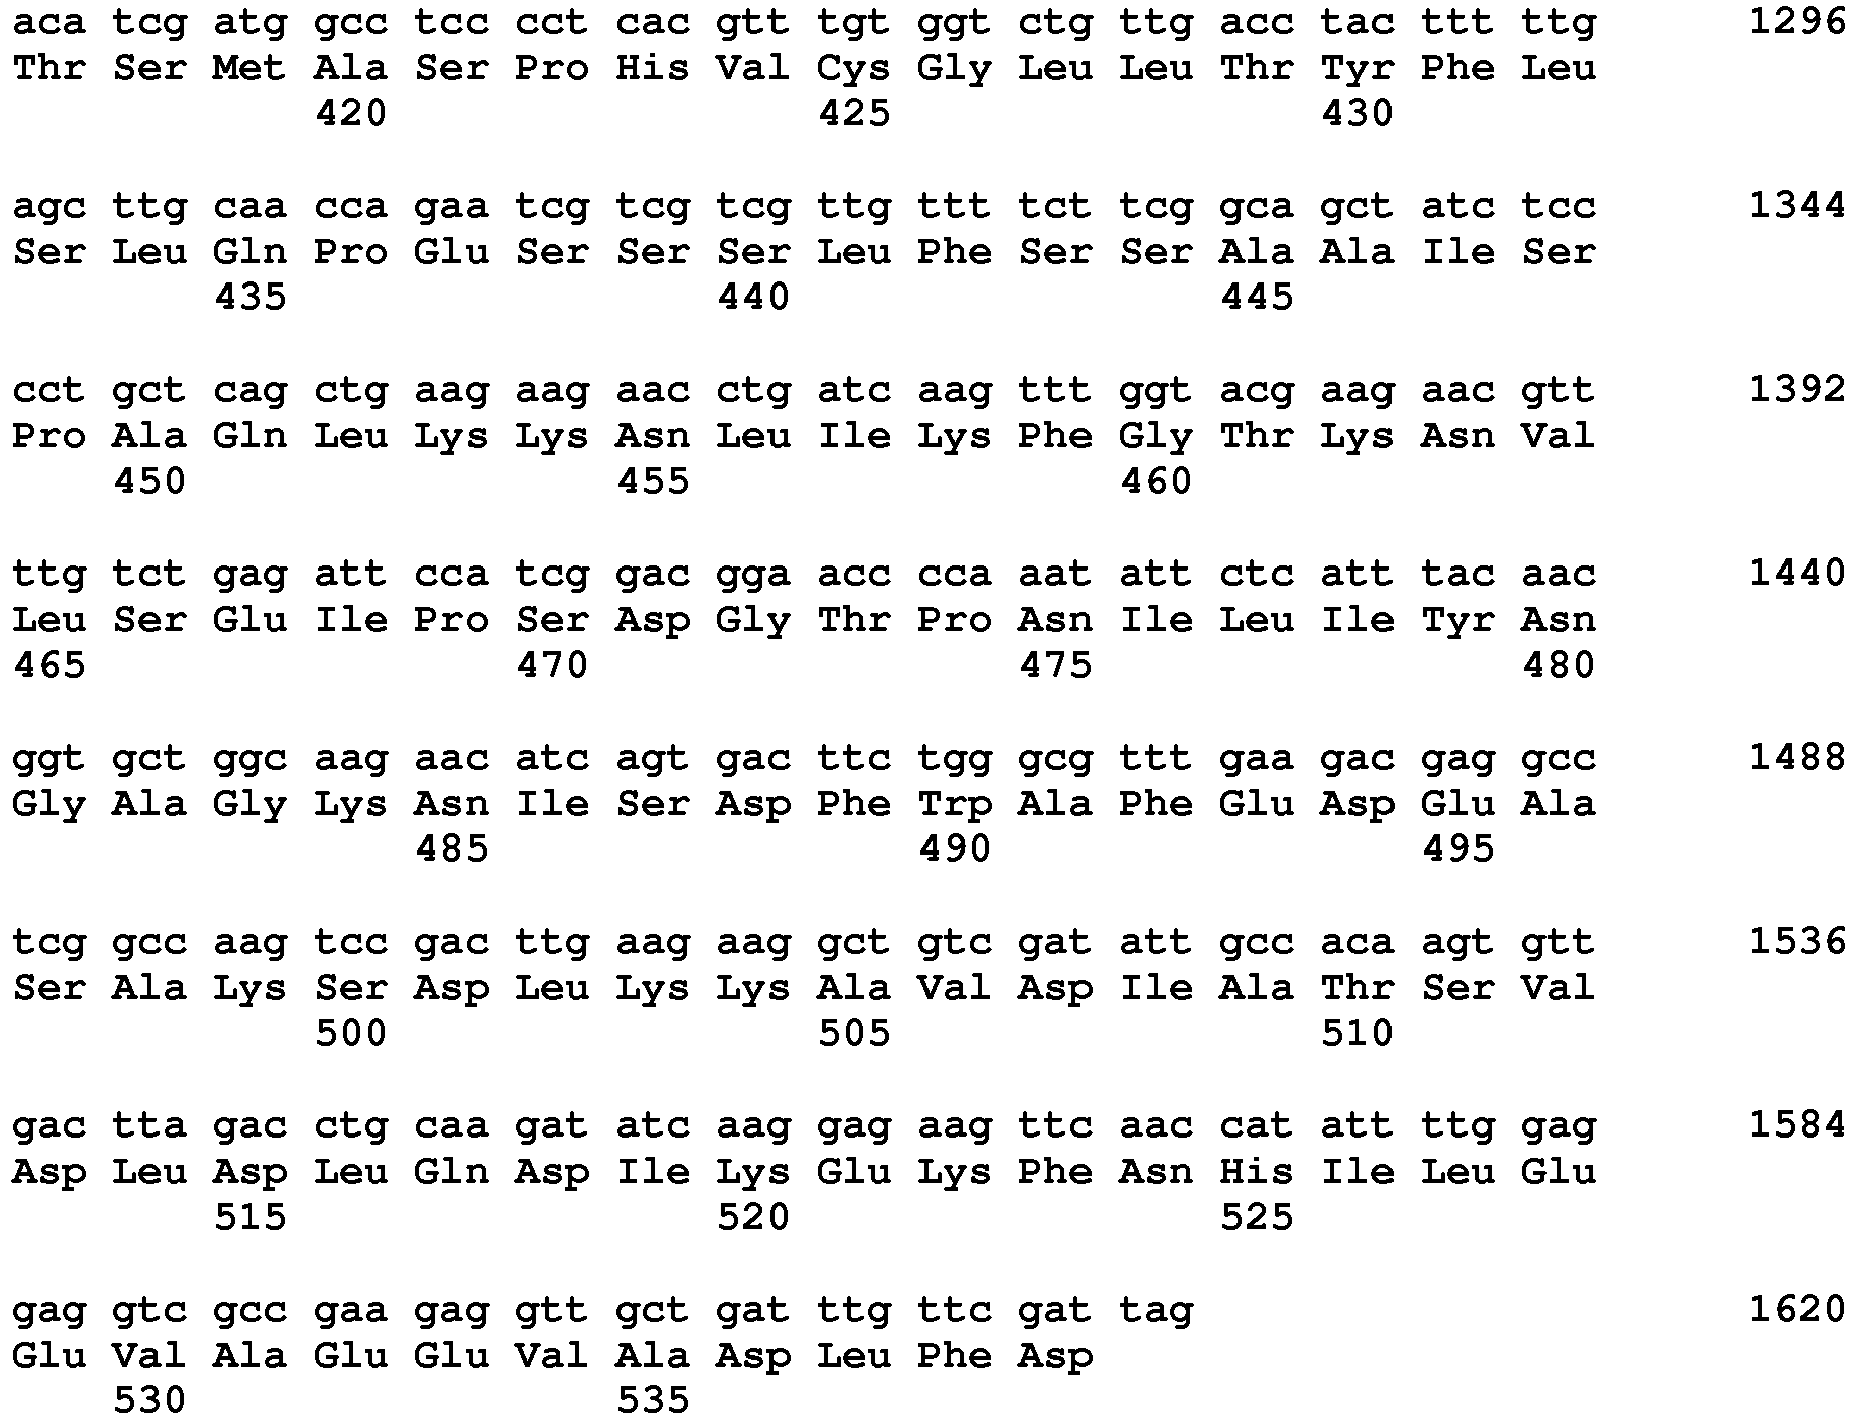 aca tcg atg gcc tcc cct cac gtt tgt ggt ctg ttg acc tac ttt ttg 1296
Thr Ser Met Ala Ser Pro His Val Cys Gly Leu Leu Thr Tyr Phe Leu
420 425 430
agc ttg caa cca gaa tcg tcg tcg ttg ttt tct tcg gca gct atc tcc 1344
Ser Leu Gln Pro Glu Ser Ser Ser Leu Phe Ser Ser Ala Ala Ile Ser
435 440 445
cct gct cag ctg aag aag aac ctg atc aag ttt ggt acg aag aac gtt 1392
Pro Ala Gln Leu Lys Lys Asn Leu Ile Lys Phe Gly Thr Lys Asn Val
450 455 460
ttg tct gag att cca tcg gac gga acc cca aat att ctc att tac aac 1440
Leu Ser Glu Ile Pro Ser Asp Gly Thr Pro Asn Ile Leu Ile Tyr Asn
465 470 475 480
ggt gct ggc aag aac atc agt gac ttc tgg gcg ttt gaa gac gag gcc 1488
Gly Ala Gly Lys Asn Ile Ser Asp Phe Trp Ala Phe Glu Asp Glu Ala
485 490 495
tcg gcc aag tcc gac ttg aag aag gct gtc gat att gcc aca agt gtt 1536
Ser Ala Lys Ser Asp Leu Lys Lys Ala Val Asp Ile Ala Thr Ser Val
500 505 510
gac tta gac ctg caa gat atc aag gag aag ttc aac cat att ttg gag 1584
Asp Leu Asp Leu Gln Asp Ile Lys Glu Lys Phe Asn His Ile Leu Glu
515 520 525
gag gtc gcc gaa gag gtt gct gat ttg ttc gat tag 1620
Glu Val Ala Glu Glu Val Ala Asp Leu Phe Asp
530 535